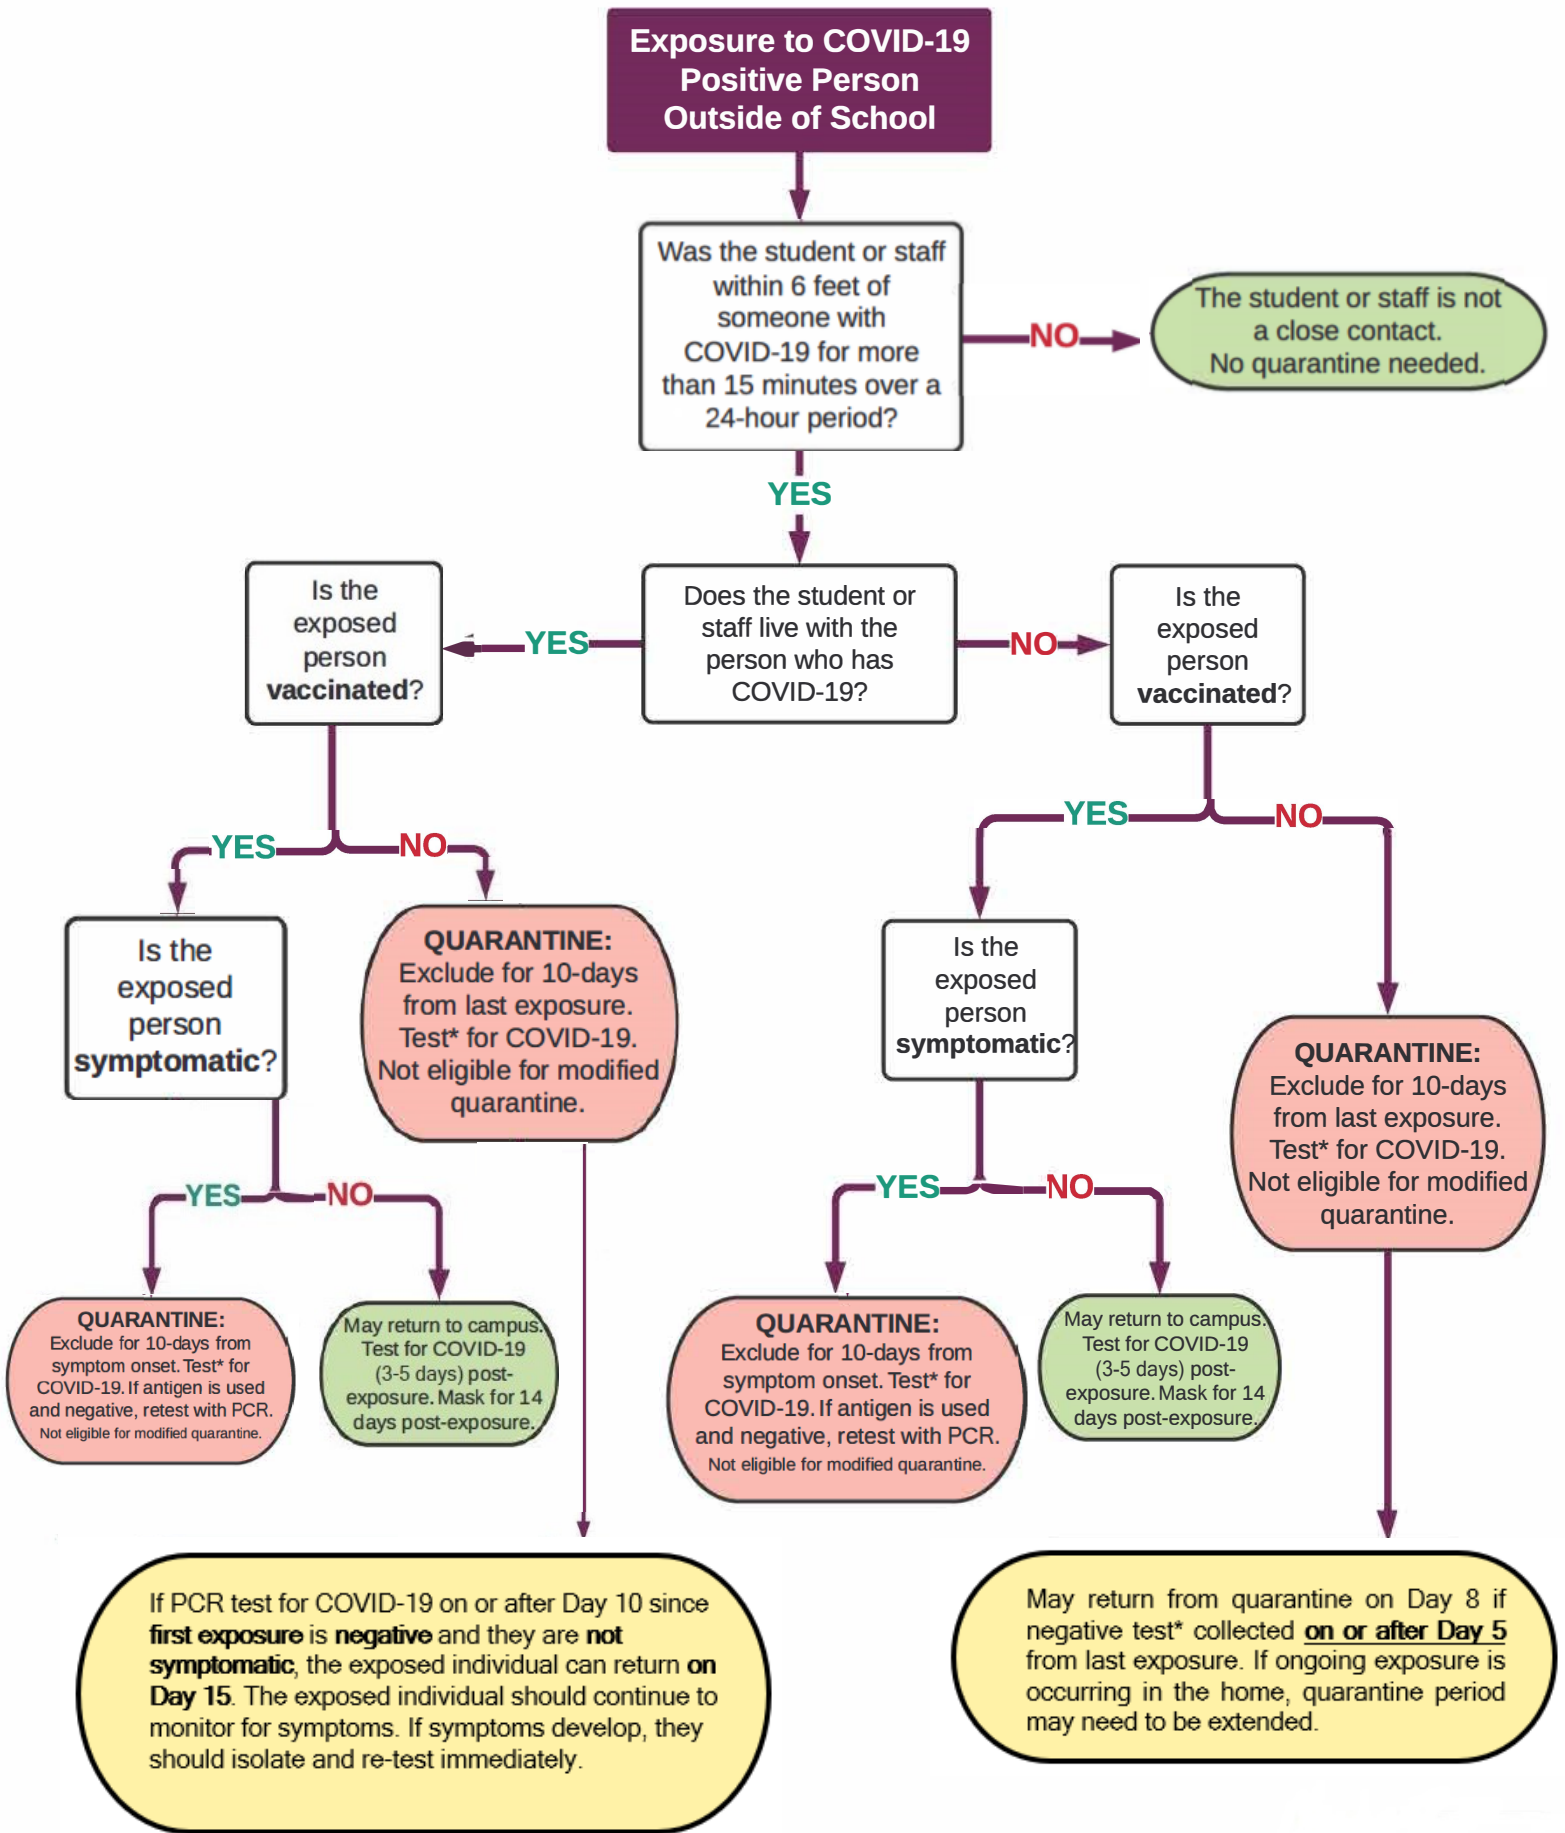 Exposure to COVID-19
Positive Person
Outside of School
Was the student or staff
within 6 feet of
someone with
COVID-19 for more
than 15 minutes over a
24-hour period?
NO
The student or staff is not
a close contact.
No quarantine needed.
YES
Does the student or
staff live with the
person who has
COVID-19?
YES
Is the
exposed
person
vaccinated?
NO
Is the
exposed
person
vaccinated?
YES
NO
Is the
exposed
person
symptomatic?
QUARANTINE:
Exclude for 10-days
from last exposure.
Test* for COVID-19.
Not eligible for modified
quarantine.
YES
NO
Is the
exposed
person
symptomatic?
QUARANTINE:
Exclude for 10-days
from last exposure.
Test* for COVID-19.
Not eligible for modified
quarantine.
YES
NO
QUARANTINE:
Exclude for 10-days from
symptom onset. Test* for
COVID-19. If antigen is used
and negative, retest with PCR.
Not eligible for modified quarantine.
May return to campus.
Test for COVID-19
(3-5 days) post-
exposure. Mask for 14
days post-exposure.
YES
NO
QUARANTINE:
Exclude for 10-days from
symptom onset. Test* for
COVID-19. If antigen is used
and negative, retest with PCR.
Not eligible for modified quarantine.
May return to campus.
Test for COVID-19
(3-5 days) post-
exposure. Mask for 14
days post-exposure.
If PCR test for COVID-19 on or after Day 10 since
first exposure is negative and they are not
symptomatic, the exposed individual can return on
Day 15. The exposed individual should continue to
monitor for symptoms. If symptoms develop, they
should isolate and re-test immediately.
May return from quarantine on Day 8 if
negative test* collected on or after Day 5
from last exposure. If ongoing exposure is
occurring in the home, quarantine period
may need to be extended.